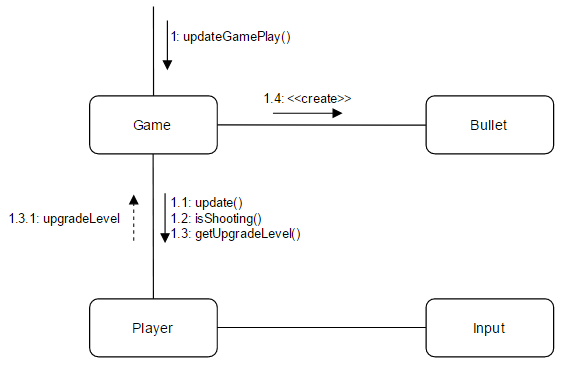 1: updateGamePlay()
1.4: <<create>>
Game
Bullet
1.1: update()
1.2: isShooting()
1.3: getUpgradeLevel()
1.3.1: upgradeLevel
Player
Input